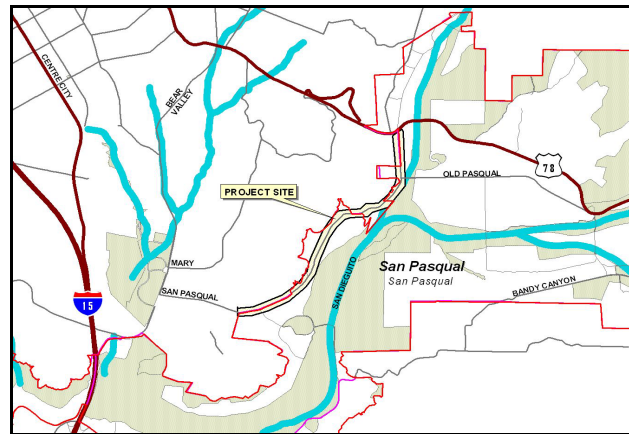 CENTRE CITY
BEAR
VALLEY
78
OLD PASQUAL
PROJECT SITE
MARY
San Pasqual
San Pasqual
SAN PASQUAL
SAN DIEGUITO
BANDY CANYON
15